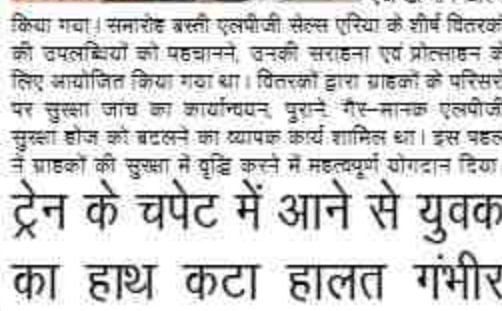 किया गया। समारोह बस्ती एलपीजी सेल्स एरिया के शीर्ष वितरक
की उपलब्धियों को पहचानने, उनकी सराहना एवं प्रोत्साहन के
लिए आयोजित किया गया था। वितरकों द्वारा ग्राहकों के परिसर
पर सुरक्षा जांच का कार्यान्वयन, पुराने, गैर-मानक एलपीजी
सुरक्षा होज को बदलने का व्यापक कार्य शामिल था। इस पहल
ने ग्राहकों की सुरक्षा में वृद्धि करने में महत्वपूर्ण योगदान दिया
ट्रेन के चपेट में आने से युवक
का हाथ कटा हालत गंभीर